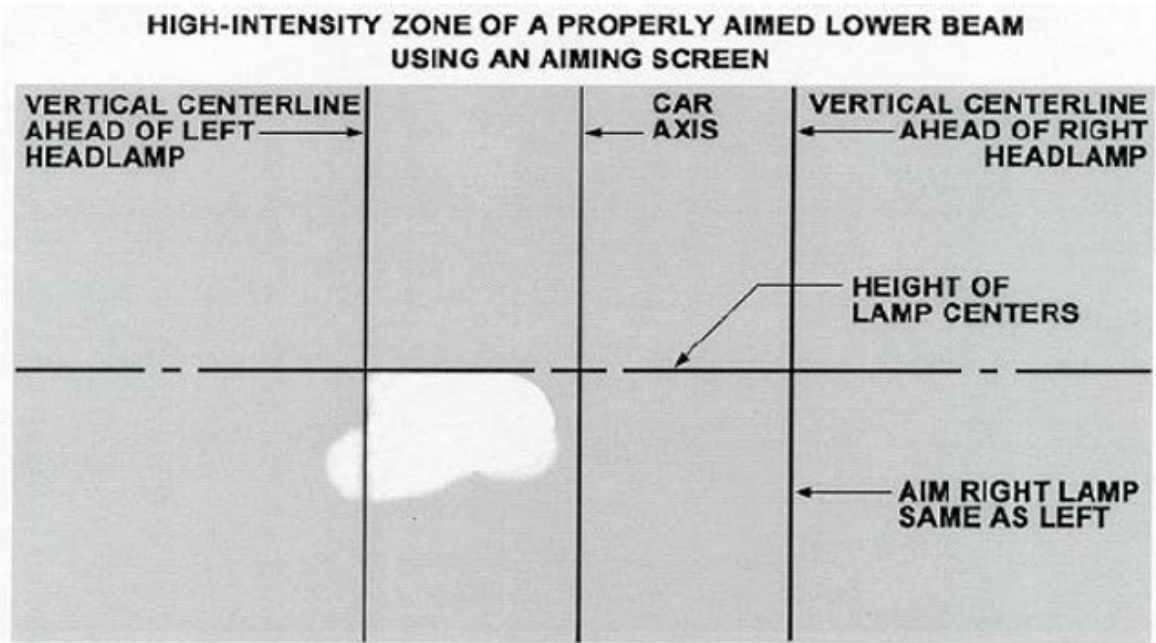 HIGH-INTENSITY ZONE OF A PROPERLY AIMED LOWER BEAM
USING AN AIMING SCREEN
VERTICAL CENTERLINE
AHEAD OF LEFT
HEADLAMP
CAR
AXIS
VERTICAL CENTERLINE
AHEAD OF RIGHT
HEADLAMP
HEIGHT OF
LAMP CENTERS
AIM RIGHT LAMP
SAME AS LEFT